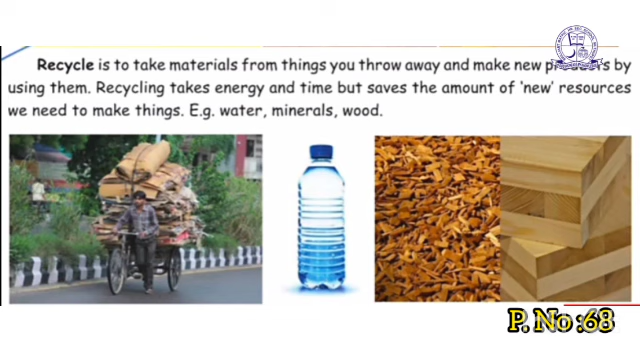 Recycle is to take materials from things you throw away and make new products by
using them. Recycling takes energy and time but saves the amount of ‘new’ resources
we need to make things. E.g. water, minerals, wood.
P. No :68